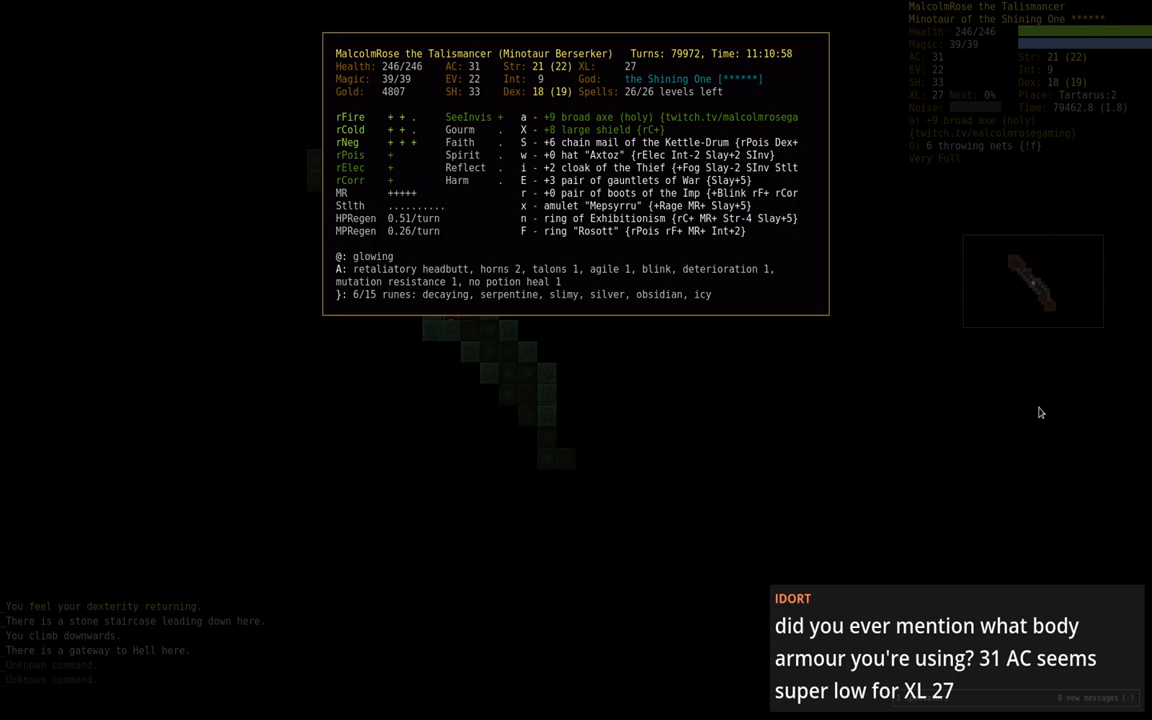 MalcolmRose the Talismancer
Minotaur of the Shining One ******
Health: 246/246
Magic: 39/39
AC: 31 Str: 21 (22)
EV: 22 Int: 9
SH: 33 Dex: 18 (19)
XL: 27 Next: 0% Place: Tartarus:2
Noise: Time: 79462.8 (1.8)
a) +9 broad axe (holy)
{twitch.tv/malcolmrosegaming}
O) 6 throwing nets {!f}
Very Full
MalcolmRose the Talismancer (Minotaur Berserker) Turns: 79972, Time: 11:10:58
Health: 246/246 AC: 31 Str: 21 (22) XL: 27
Magic: 39/39 EV: 22 Int: 9 God: the Shining One [******]
Gold: 4807 SH: 33 Dex: 18 (19) Spells: 26/26 levels left
rFire + + . SeeInvis + a - +9 broad axe (holy) {twitch.tv/malcolmrosega
rCold + + . Gourm . X - +8 large shield {rC+}
rNeg + + + Faith . S - +6 chain mail of the Kettle-Drum {rPois Dex+
rPois + Spirit . w - +0 hat "Axtoz" {rElec Int-2 Slay+2 SInv}
rElec + Reflect . i - +2 cloak of the Thief {+Fog Slay-2 SInv Stlt
rCorr + Harm . E - +3 pair of gauntlets of War {Slay+5}
MR +++++ r - +0 pair of boots of the Imp {+Blink rF+ rCor
Stlth .......... x - amulet "Mepsyrru" {+Rage MR+ Slay+5}
HPRegen 0.51/turn n - ring of Exhibitionism {rC+ MR+ Str-4 Slay+5}
MPRegen 0.26/turn F - ring "Rosott" {rPois rF+ MR+ Int+2}
@: glowing
A: retaliatory headbutt, horns 2, talons 1, agile 1, blink, deterioration 1,
mutation resistance 1, no potion heal 1
}: 6/15 runes: decaying, serpentine, slimy, silver, obsidian, icy
_You feel your dexterity returning.
_There is a stone staircase leading down here.
You climb downwards.
_There is a gateway to Hell here.
_Unknown command.
_Unknown command.
IDORT
did you ever mention what body
armour you're using? 31 AC seems
super low for XL 27
0 new messages (-)